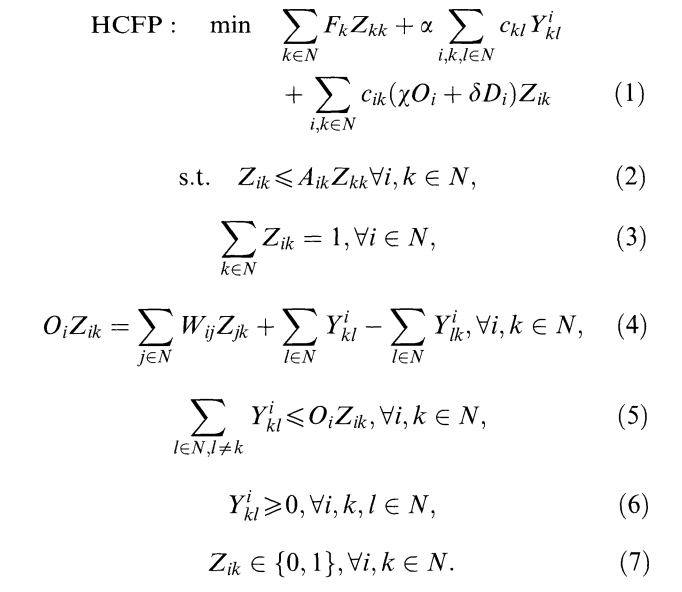 HCFP : min ∑_{k∈N} F_k Z_{kk} + α ∑_{i,k,l∈N} c_{kl} Y^i_{kl}
+ ∑_{i,k∈N} c_{ik}(χO_i + δD_i)Z_{ik} (1)
s.t. Z_{ik} ⩽ A_{ik}Z_{kk}∀i, k ∈ N, (2)
∑_{k∈N} Z_{ik} = 1, ∀i ∈ N, (3)
O_i Z_{ik} = ∑_{j∈N} W_{ij}Z_{jk} + ∑_{l∈N} Y^i_{kl} − ∑_{l∈N} Y^i_{lk}, ∀i, k ∈ N, (4)
∑_{l∈N,l≠k} Y^i_{kl} ⩽ O_i Z_{ik}, ∀i, k ∈ N, (5)
Y^i_{kl} ⩾ 0, ∀i, k, l ∈ N, (6)
Z_{ik} ∈ {0, 1}, ∀i, k ∈ N. (7)